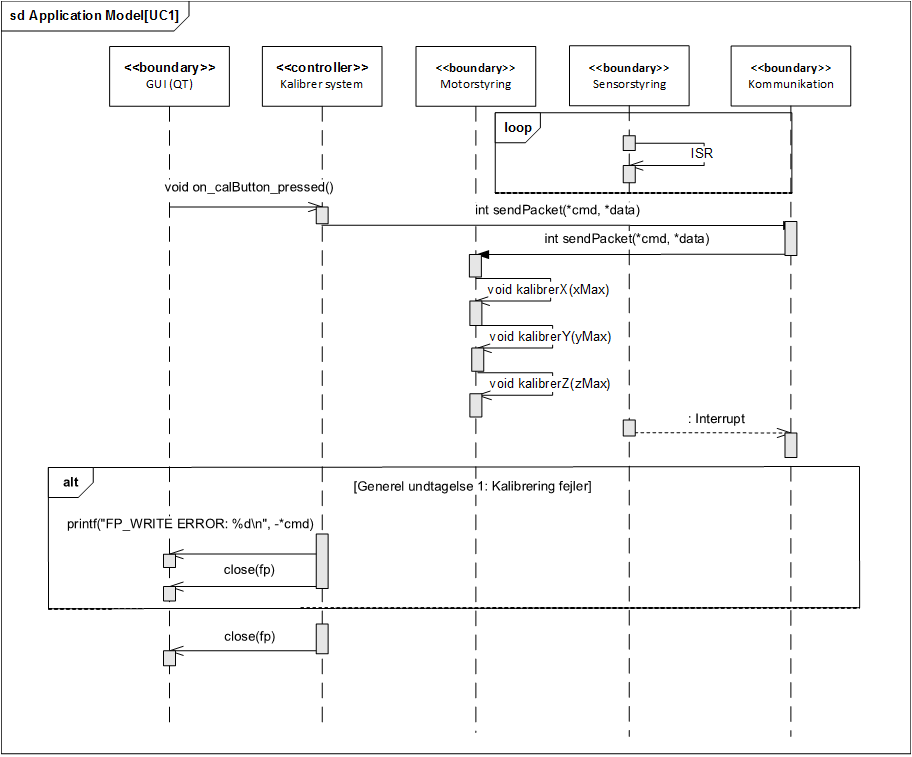 sd Application Model[UC1]
<<boundary>>
GUI (QT)
<<controller>>
Kalibrer system
<<boundary>>
Motorstyring
<<boundary>>
Sensorstyring
<<boundary>>
Kommunikation
loop
ISR
void on_calButton_pressed()
int sendPacket(*cmd, *data)
int sendPacket(*cmd, *data)
void kalibrerX(xMax)
void kalibrerY(yMax)
void kalibrerZ(zMax)
: Interrupt
alt
[Generel undtagelse 1: Kalibrering fejler]
printf("FP_WRITE ERROR: %d\n", -*cmd)
close(fp)
close(fp)